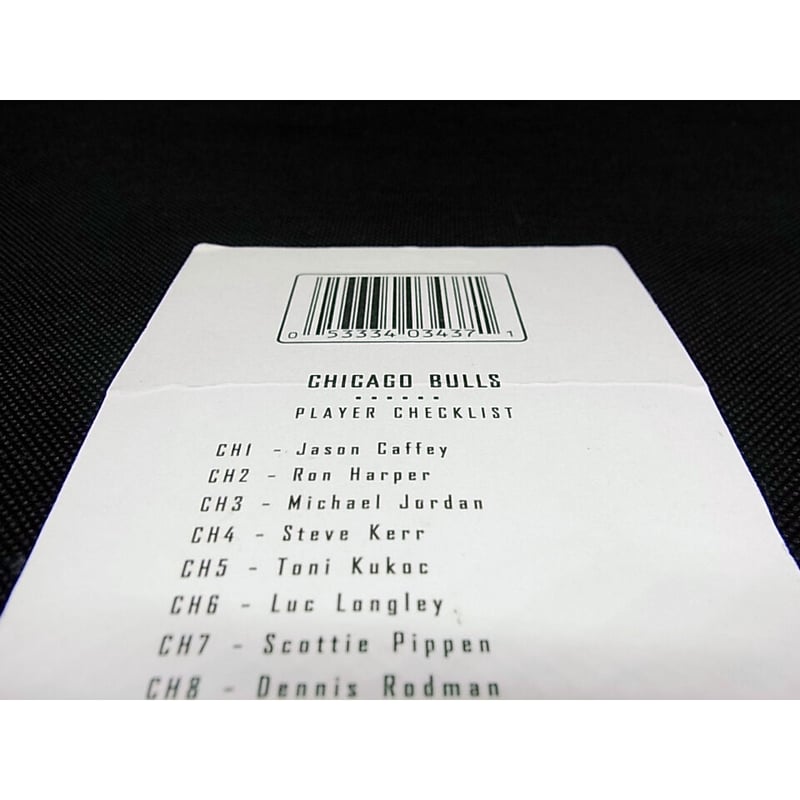 0 53334 03437 1
CHICAGO BULLS
PLAYER CHECKLIST
CH1 - Jason Caffey
CH2 - Ron Harper
CH3 - Michael Jordan
CH4 - Steve Kerr
CH5 - Toni Kukoc
CH6 - Luc Longley
CH7 - Scottie Pippen
CH8 - Dennis Rodman